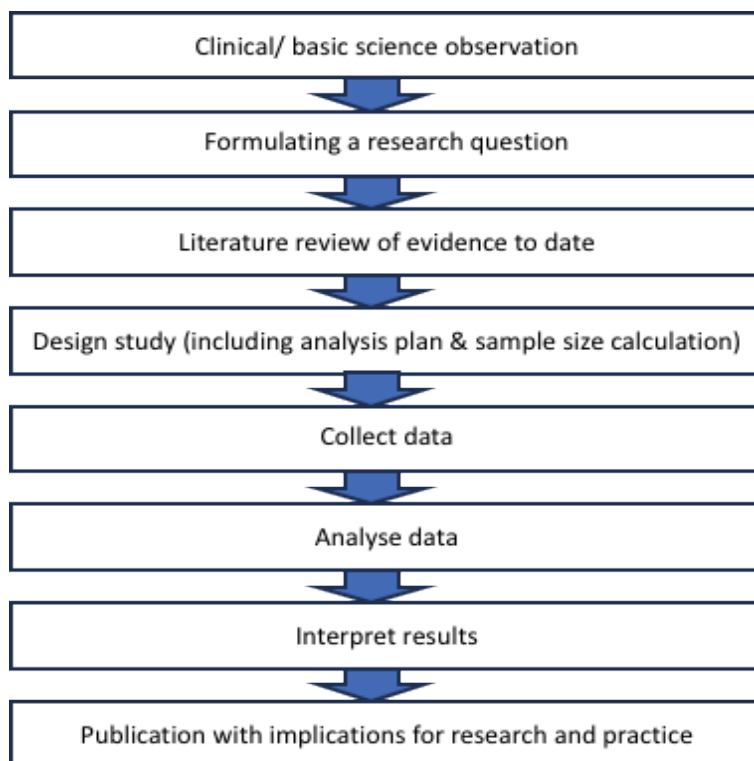 Clinical/ basic science observation
Formulating a research question
Literature review of evidence to date
Design study (including analysis plan & sample size calculation)
Collect data
Analyse data
Interpret results
Publication with implications for research and practice